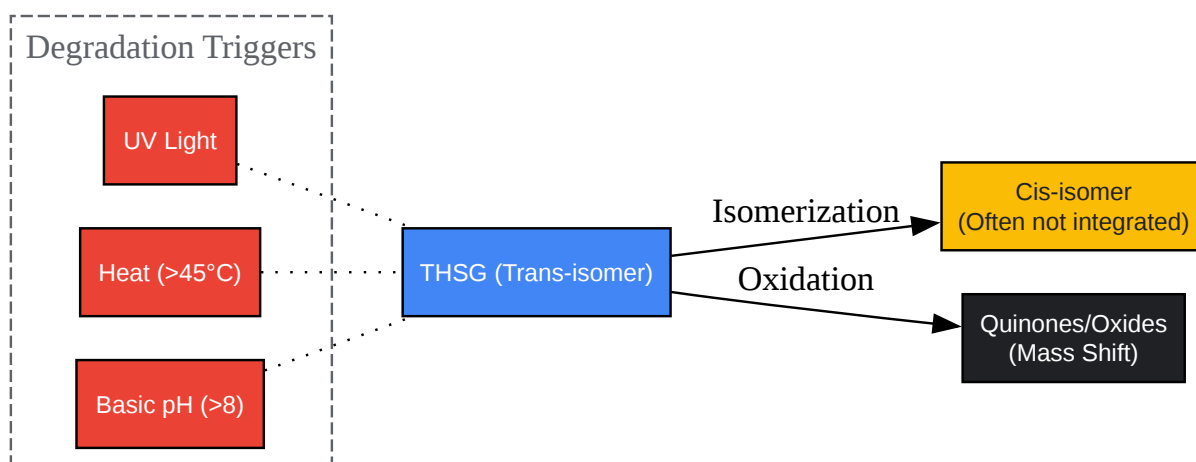 Degradation Triggers
UV Light
Heat (>45°C)
Basic pH (>8)
THSG (Trans-isomer)
Isomerization
Oxidation
Cis-isomer
(Often not integrated)
Quinones/Oxides
(Mass Shift)